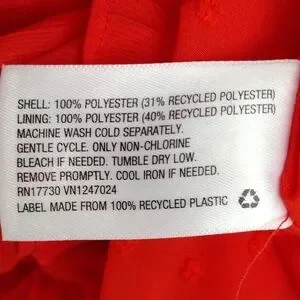 SHELL: 100% POLYESTER (31% RECYCLED POLYESTER)
LINING: 100% POLYESTER (40% RECYCLED POLYESTER)
MACHINE WASH COLD SEPARATELY.
GENTLE CYCLE. ONLY NON-CHLORINE
BLEACH IF NEEDED. TUMBLE DRY LOW.
REMOVE PROMPTLY. COOL IRON IF NEEDED.
RN17730 VN1247024
LABEL MADE FROM 100% RECYCLED PLASTIC